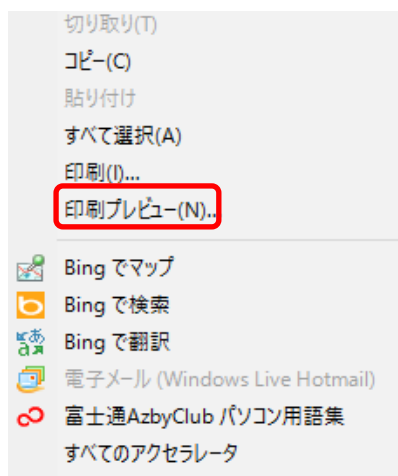 切り取り(T)
コピー(C)
貼り付け
すべて選択(A)
印刷(I)...
印刷プレビュー(N)..
Bing でマップ
Bing で検索
Bing で翻訳
電子メール (Windows Live Hotmail)
富士通AzbyClub パソコン用語集
すべてのアクセラレータ